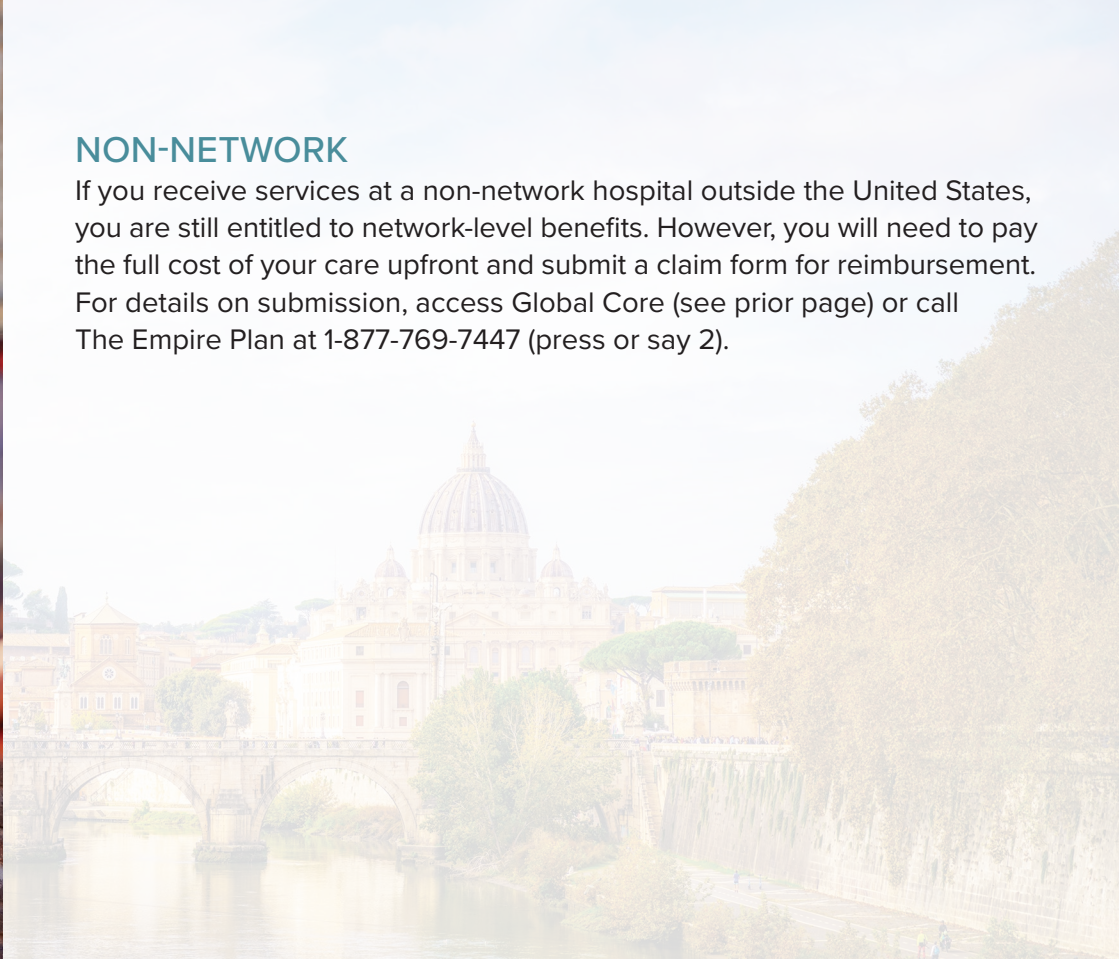 NON-NETWORK
If you receive services at a non-network hospital outside the United States,
you are still entitled to network-level benefits. However, you will need to pay
the full cost of your care upfront and submit a claim form for reimbursement.
For details on submission, access Global Core (see prior page) or call
The Empire Plan at 1-877-769-7447 (press or say 2).